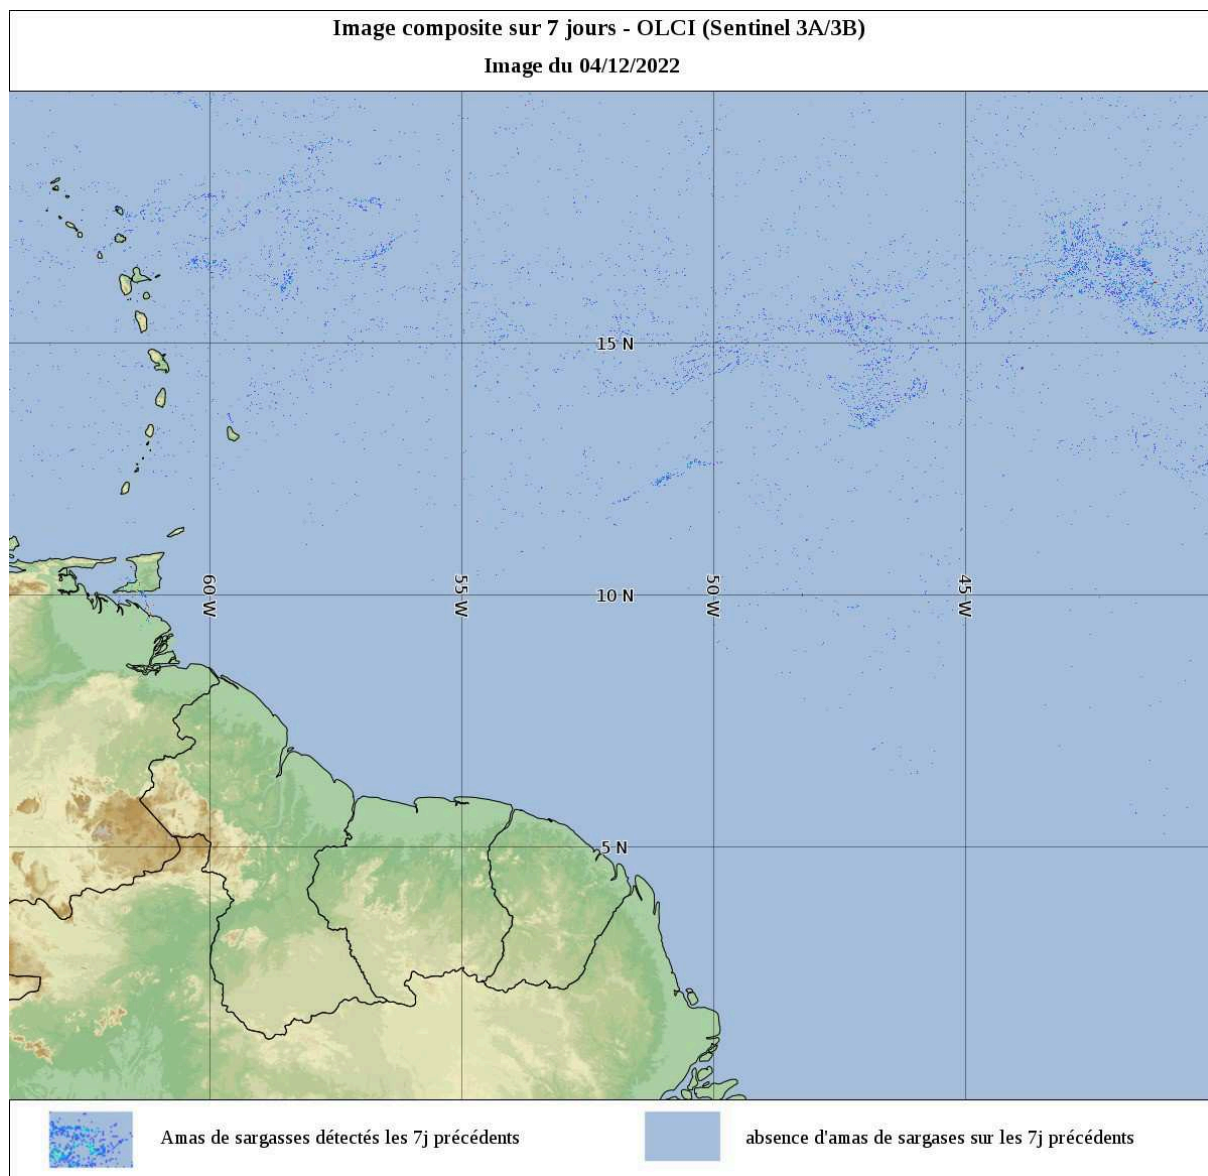 Image composite sur 7 jours - OLCI (Sentinel 3A/3B)
Image du 04/12/2022
15 N
60 W
55 W
10 N
50 W
45 W
5 N
Amas de sargasses détectés les 7j précédents
absence d'amas de sargases sur les 7j précédents